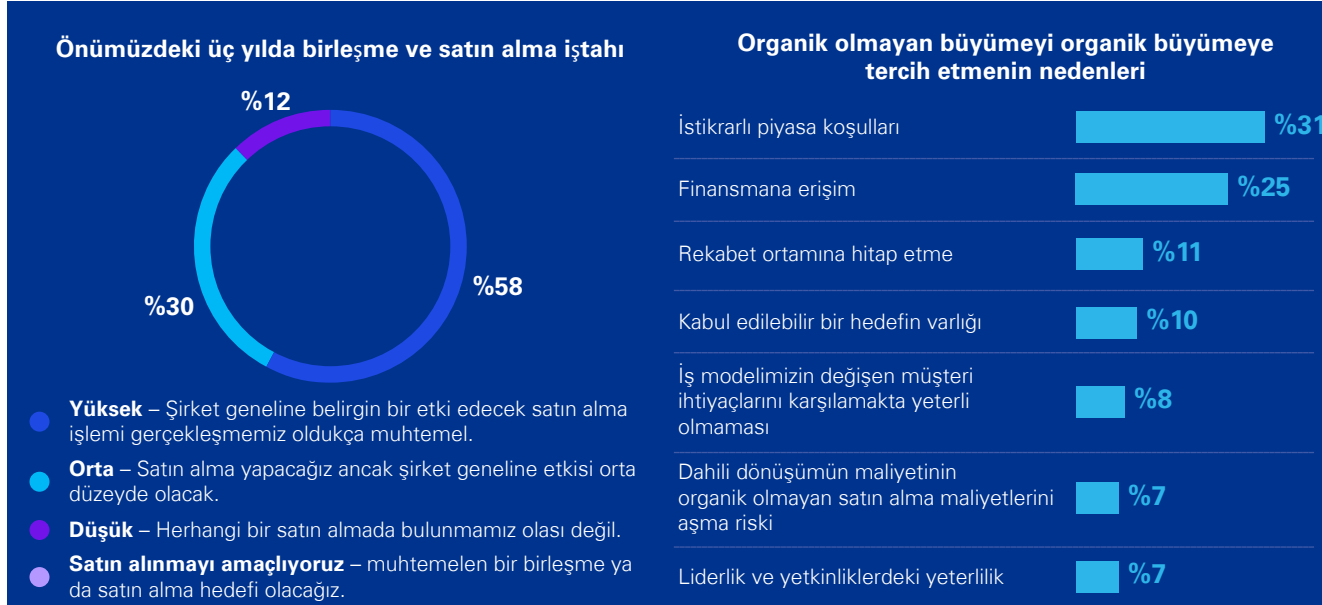 Önümüzdeki üç yılda birleşme ve satın alma iştahı
%12
%30
%58
Yüksek – Şirket geneline belirgin bir etki edecek satın alma
işlemi gerçekleşmemiz oldukça muhtemel.
Orta – Satın alma yapacağız ancak şirket geneline etkisi orta
düzeyde olacak.
Düşük – Herhangi bir satın almada bulunmamız olası değil.
Satın alınmayı amaçlıyoruz – muhtemelen bir birleşme ya
da satın alma hedefi olacağız.
Organik olmayan büyümeyi organik büyümeye
tercih etmenin nedenleri
İstikrarlı piyasa koşulları %31
Finansmana erişim %25
Rekabet ortamına hitap etme %11
Kabul edilebilir bir hedefin varlığı %10
İş modelimizin değişen müşteri
ihtiyaçlarını karşılamakta yeterli %8
olmaması
Dahili dönüşümün maliyetinin
organik olmayan satın alma maliyetlerini %7
aşma riski
Liderlik ve yetkinliklerdeki yeterlilik %7